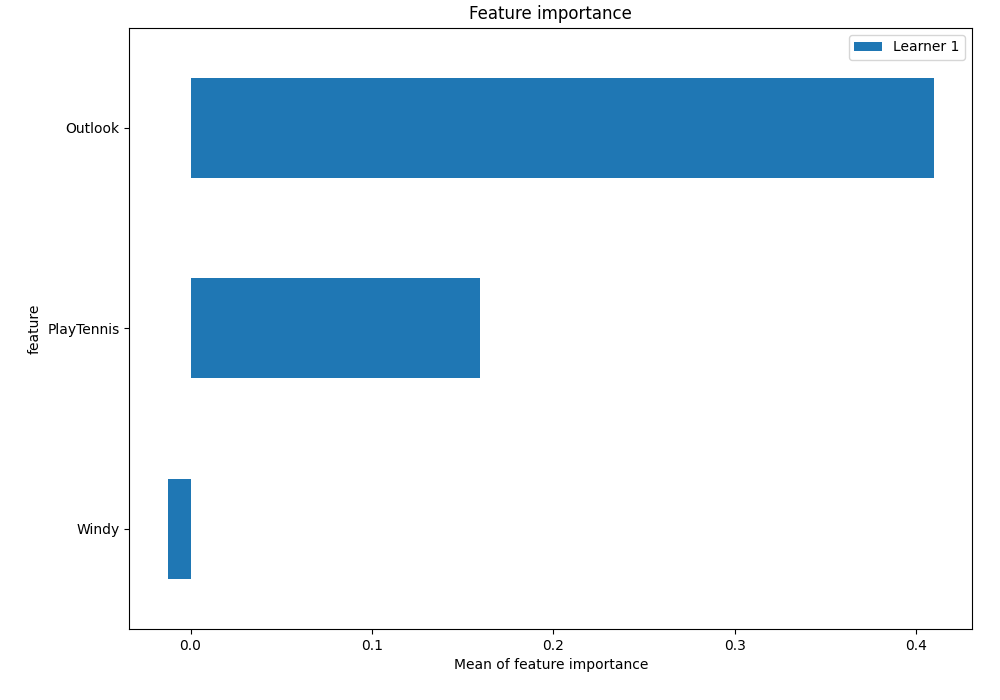 Feature importance
Learner 1
Outlook
PlayTennis
Windy
feature
0.0 0.1 0.2 0.3 0.4
Mean of feature importance